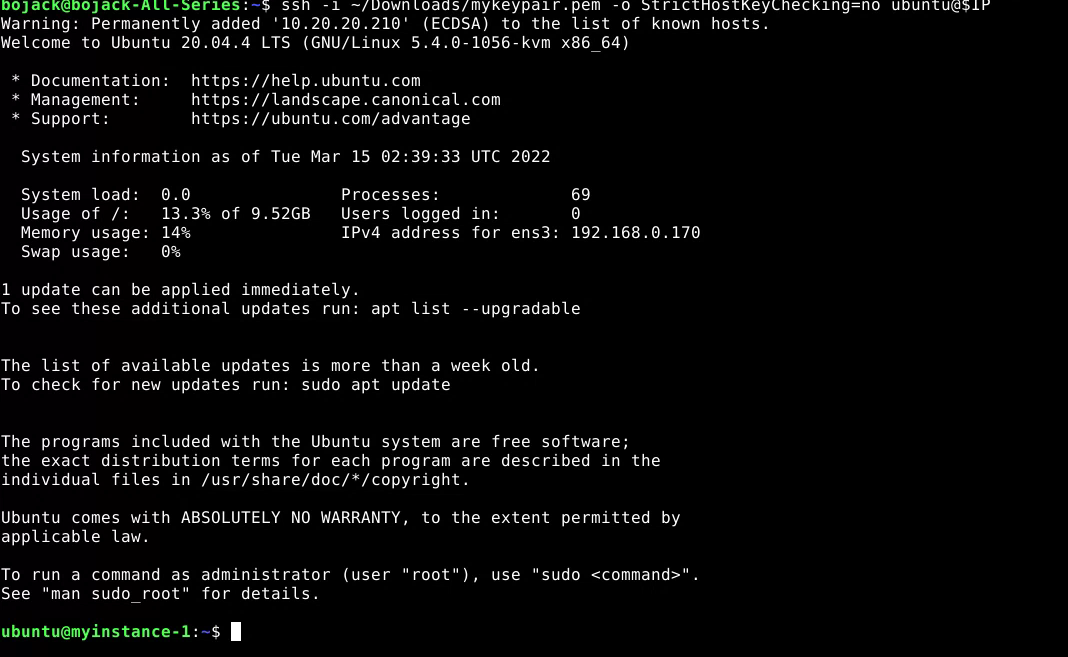 bojack@bojack-All-Series:~$ ssh -i ~/Downloads/mykeypair.pem -o StrictHostKeyChecking=no ubuntu@$IP
Warning: Permanently added '10.20.20.210' (ECDSA) to the list of known hosts.
Welcome to Ubuntu 20.04.4 LTS (GNU/Linux 5.4.0-1056-kvm x86_64)

 * Documentation:  https://help.ubuntu.com
 * Management:     https://landscape.canonical.com
 * Support:        https://ubuntu.com/advantage

  System information as of Tue Mar 15 02:39:33 UTC 2022

  System load:  0.0               Processes:             69
  Usage of /:   13.3% of 9.52GB   Users logged in:       0
  Memory usage: 14%               IPv4 address for ens3: 192.168.0.170
  Swap usage:   0%

1 update can be applied immediately.
To see these additional updates run: apt list --upgradable

The list of available updates is more than a week old.
To check for new updates run: sudo apt update

The programs included with the Ubuntu system are free software;
the exact distribution terms for each program are described in the
individual files in /usr/share/doc/*/copyright.

Ubuntu comes with ABSOLUTELY NO WARRANTY, to the extent permitted by
applicable law.

To run a command as administrator (user "root"), use "sudo <command>".
See "man sudo_root" for details.

ubuntu@myinstance-1:~$